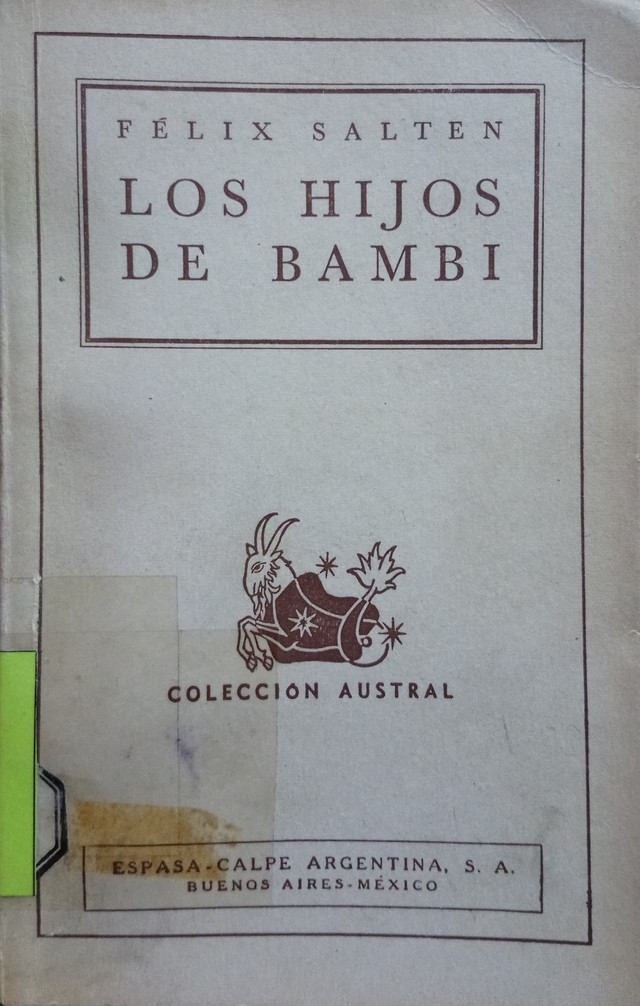 FÉLIX SALTEN
LOS HIJOS
DE BAMBI
COLECCIÓN AUSTRAL
ESPASA-CALPE ARGENTINA, S. A.
BUENOS AIRES-MÉXICO